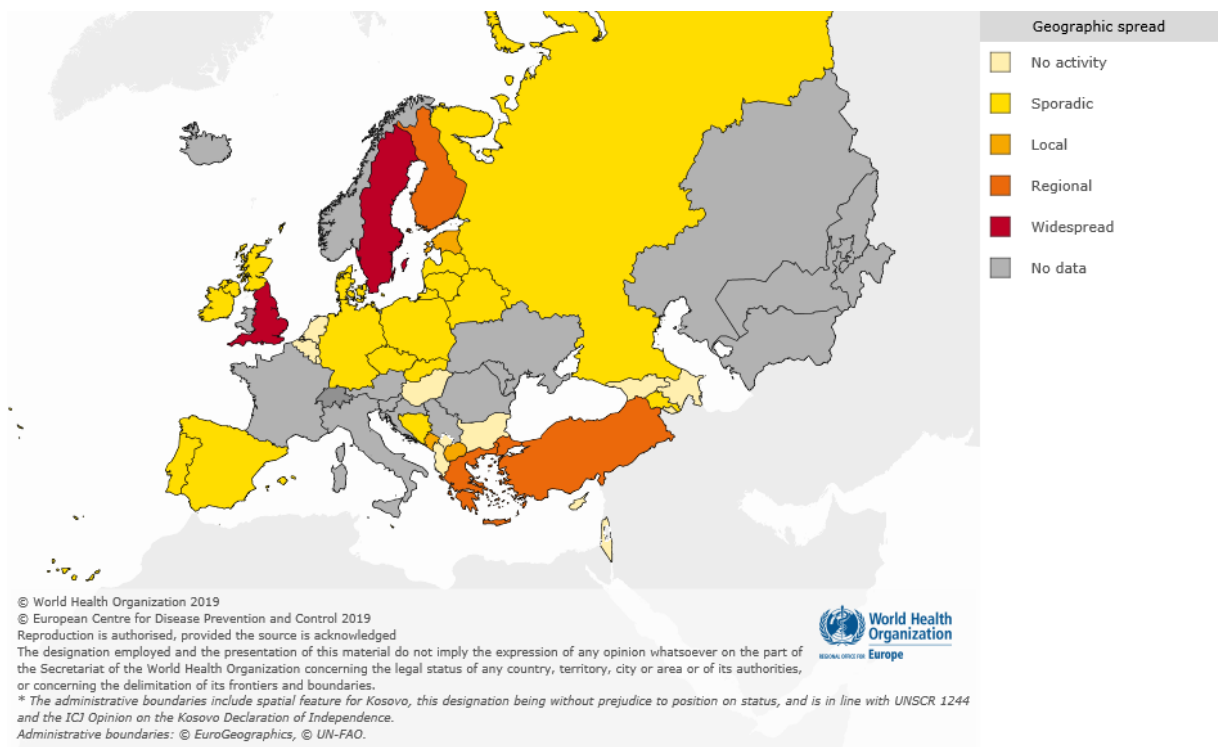 Geographic spread
No activity
Sporadic
Local
Regional
Widespread
No data
© World Health Organization 2019
© European Centre for Disease Prevention and Control 2019
Reproduction is authorised, provided the source is acknowledged
The designation employed and the presentation of this material do not imply the expression of any opinion whatsoever on the part of
the Secretariat of the World Health Organization concerning the legal status of any country, territory, city or area or of its authorities,
or concerning the delimitation of its frontiers and boundaries.
* The administrative boundaries include spatial feature for Kosovo, this designation being without prejudice to position on status, and is in line with UNSCR 1244
and the ICJ Opinion on the Kosovo Declaration of Independence.
Administrative boundaries: © EuroGeographics, © UN-FAO.
World Health
Organization
REGIONAL OFFICE FOR Europe